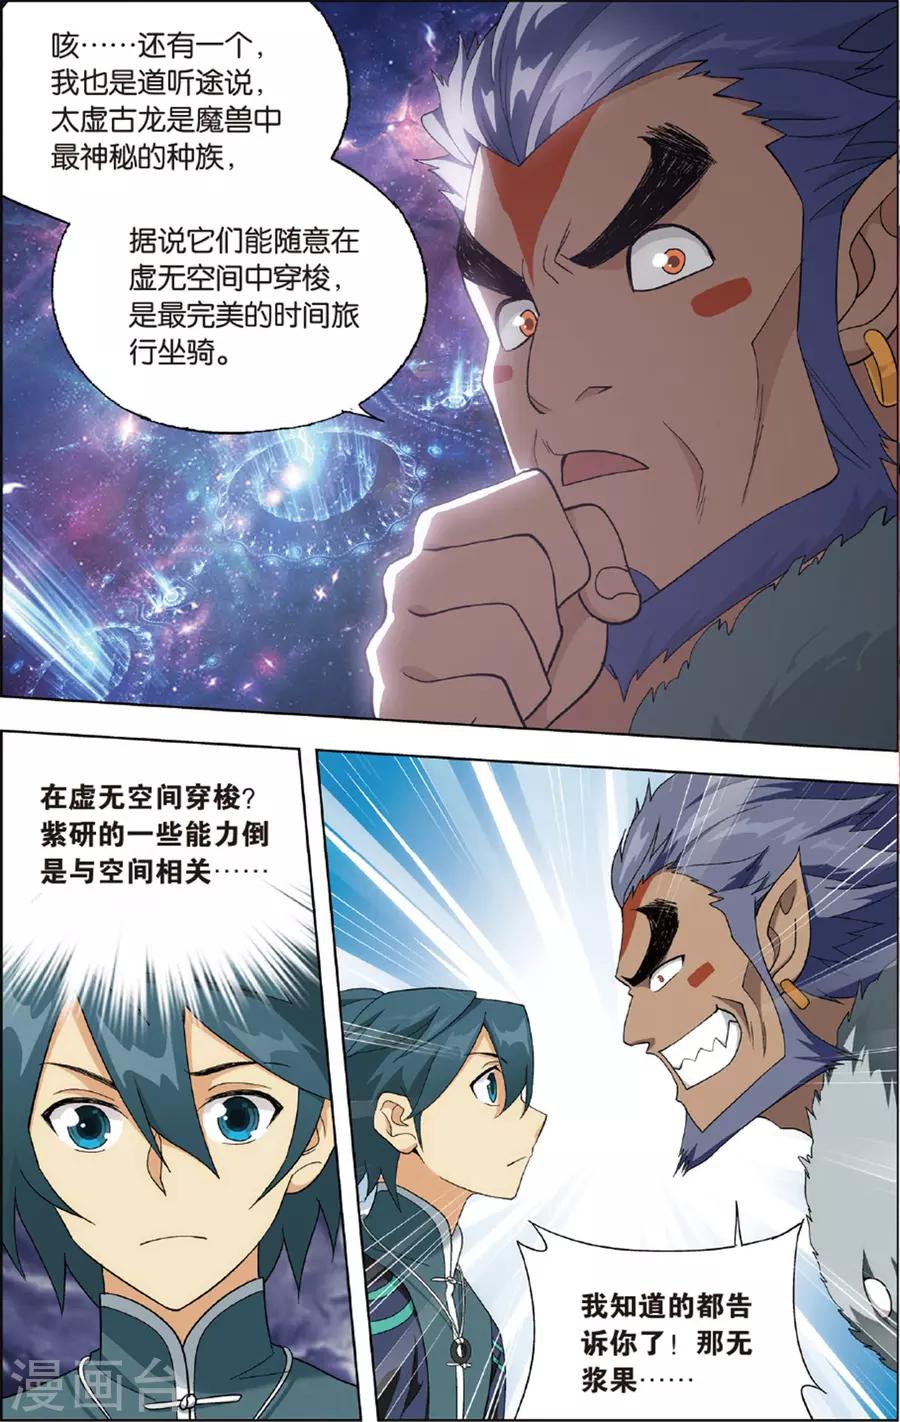 咳……还有一个，
我也是道听途说，
太虚古龙是魔兽中
最神秘的种族，
据说它们能随意在
虚无空间中穿梭，
是最完美的时间旅
行坐骑。
在虚无空间穿梭？
紫研的一些能力倒
是与空间相关……
我知道的都告
诉你了！那无
浆果……
漫画台